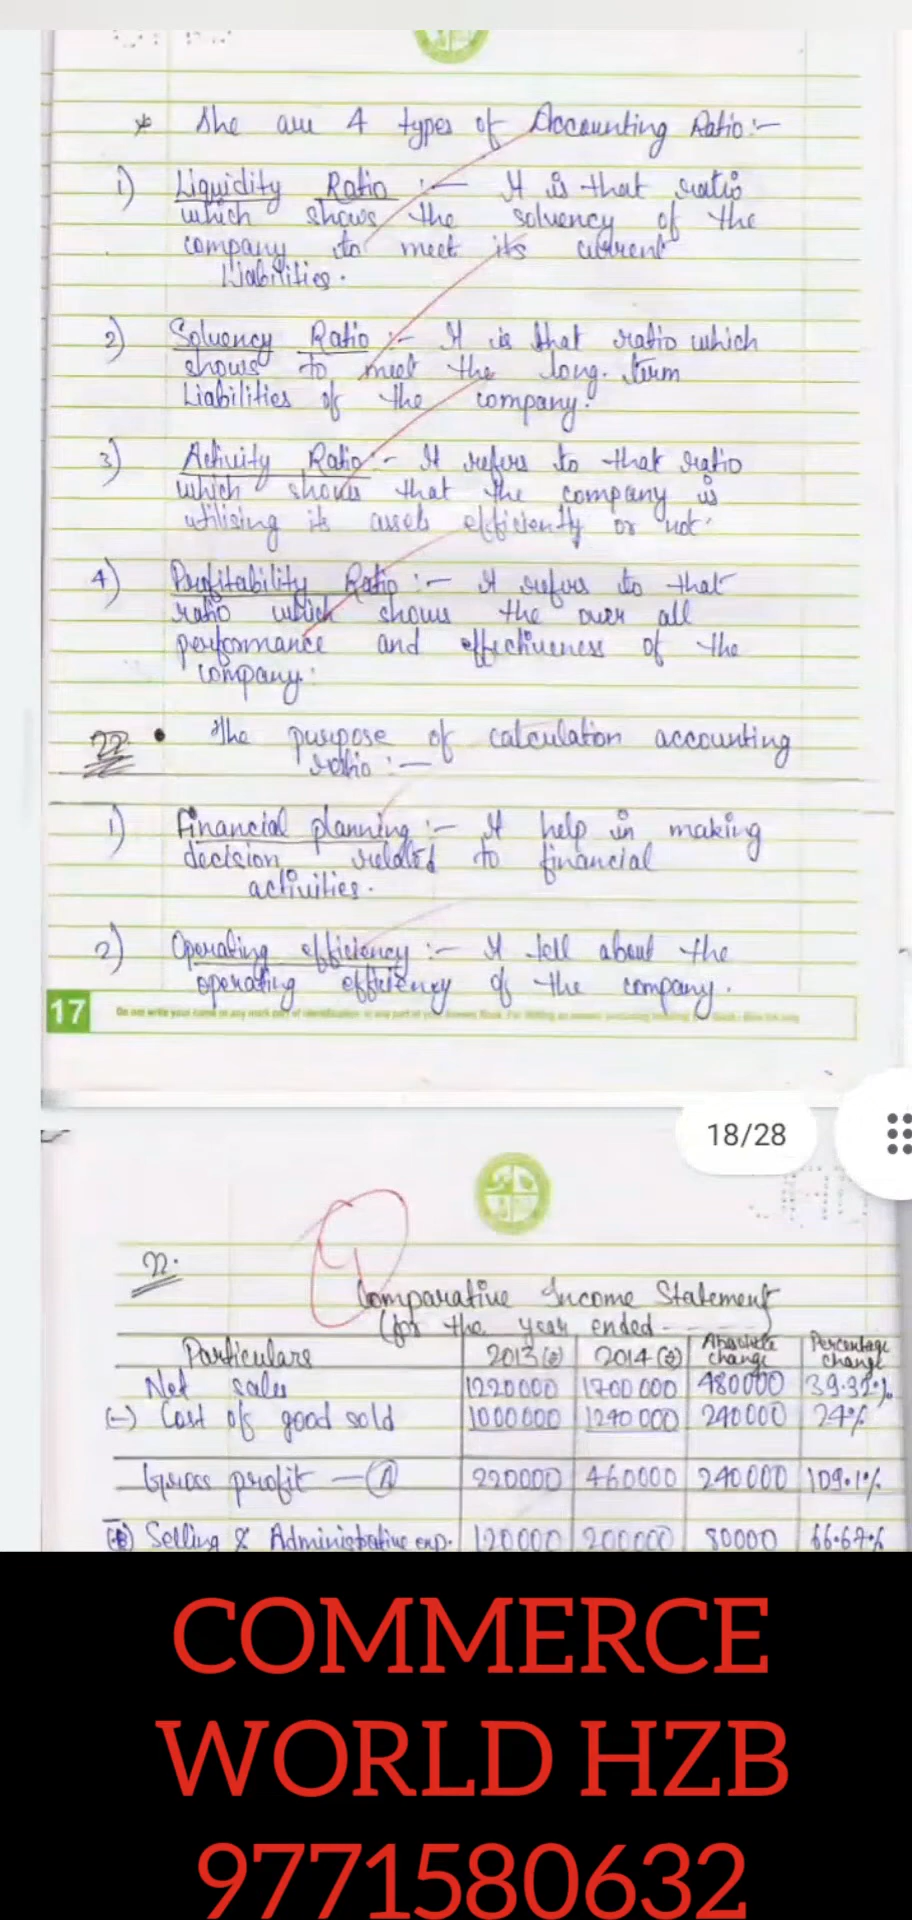 * She are 4 types of Accounting Ratio :-
1) Liquidity Ratio :- It is that ratio
which shows the solvency of the
company to meet its current
Liabilities.
2) Solvency Ratio :- It is that ratio which
shows to meet the long. term
Liabilities of the company.
3) Activity Ratio :- It refers to that ratio
which shows that the company is
utilising its assets efficiently or not.
4) Profitability Ratio :- It refers to that
ratio which shows the over all
performance and effectiveness of the
company.
22 • The purpose of calculation accounting
ratio :-
1) Financial planning :- It help in making
decision related to financial
activities.
2) Operating efficiency :- It tell about the
operating efficiency of the company.
17
18/28
22.
Comparative Income Statement
(for the year ended -----)
Particulars 2013 (₹) 2014 (₹) Absolute change Percentage change
Net sales 1220000 1700000 480000 39.32%
(-) Cost of good sold 1000000 1240000 240000 24%
Gross profit - (A) 220000 460000 240000 109.1%
Selling & Administrative exp. 120000 200000 80000 66.67%
COMMERCE
WORLD HZB
9771580632